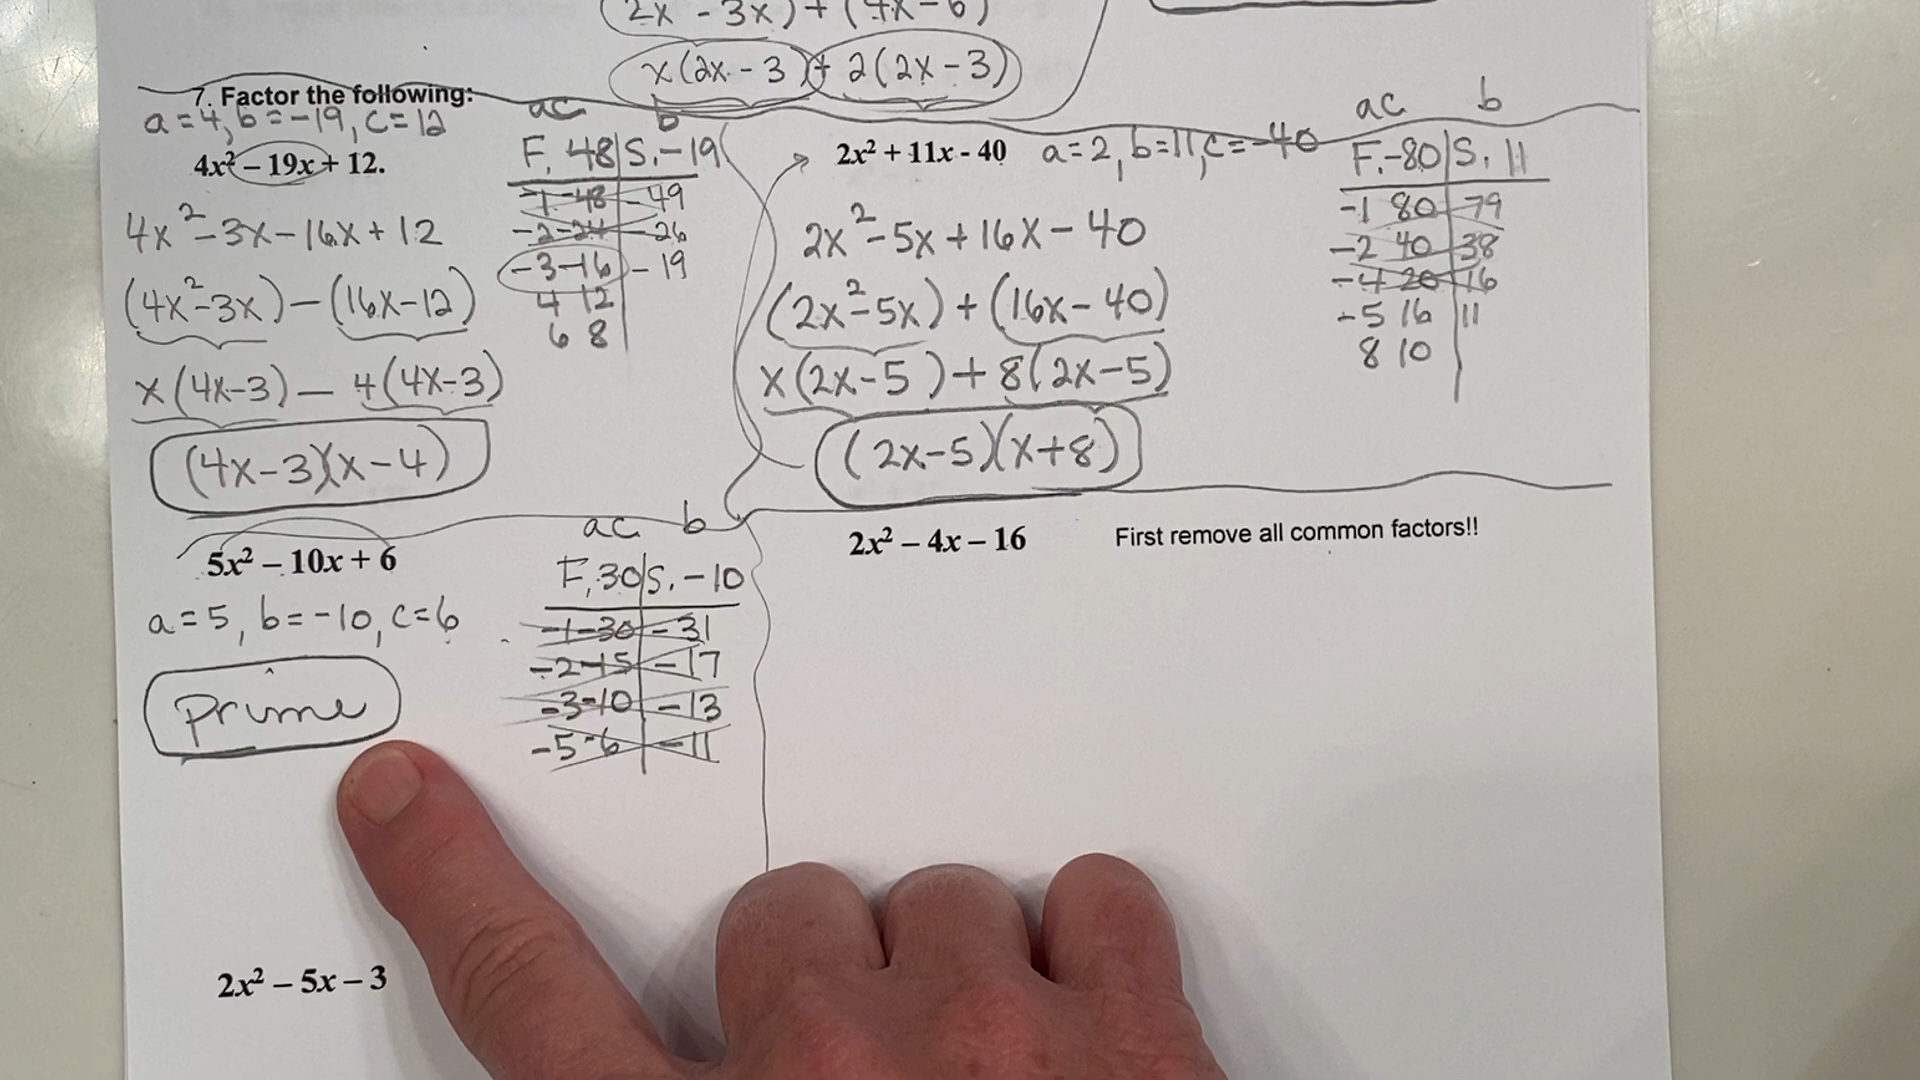 (2x - 3x) + (4x - 6)
x(2x - 3) + 2(2x - 3)
7. Factor the following:
a = 4, b = -19, c = 12
4x² – 19x + 12.
4x² - 3x - 16x + 12
(4x² - 3x) - (16x - 12)
x(4x - 3) - 4(4x - 3)
(4x - 3)(x - 4)
ac b
F. 48 | S. -19
-1 -48 | -49
-2 -24 | -26
-3 -16 | -19
4 12
6 8
2x² + 11x - 40 a = 2, b = 11, c = -40
2x² - 5x + 16x - 40
(2x² - 5x) + (16x - 40)
x(2x - 5) + 8(2x - 5)
(2x - 5)(x + 8)
ac b
F. -80 | S. 11
-1 80 | 79
-2 40 | 38
-4 20 | 16
-5 16 | 11
8 10
5x² – 10x + 6
a = 5, b = -10, c = 6
prime
ac b
F. 30 | S. -10
-1 -30 | -31
-2 -15 | -17
-3 -10 | -13
-5 -6 | -11
2x² – 4x – 16 First remove all common factors!!
2x² – 5x – 3